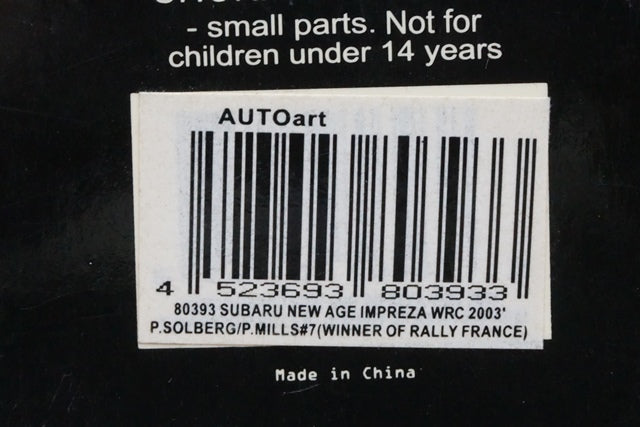 - small parts. Not for
children under 14 years
AUTOart
4 523693 803933
80393 SUBARU NEW AGE IMPREZA WRC 2003'
P.SOLBERG/P.MILLS#7(WINNER OF RALLY FRANCE)
Made in China